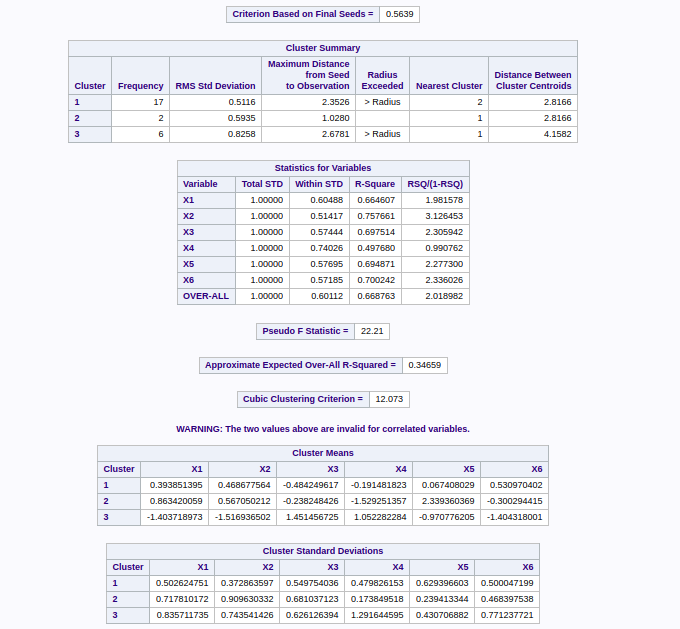 Criterion Based on Final Seeds = 0.5639
Cluster Summary
Cluster Frequency RMS Std Deviation Maximum Distance from Seed to Observation Radius Exceeded Nearest Cluster Distance Between Cluster Centroids
1 17 0.5116 2.3526 > Radius 2 2.8166
2 2 0.5935 1.0280 1 2.8166
3 6 0.8258 2.6781 > Radius 1 4.1582
Statistics for Variables
Variable Total STD Within STD R-Square RSQ/(1-RSQ)
X1 1.00000 0.60488 0.664607 1.981578
X2 1.00000 0.51417 0.757661 3.126453
X3 1.00000 0.57444 0.697514 2.305942
X4 1.00000 0.74026 0.497680 0.990762
X5 1.00000 0.57695 0.694871 2.277300
X6 1.00000 0.57185 0.700242 2.336026
OVER-ALL 1.00000 0.60112 0.668763 2.018982
Pseudo F Statistic = 22.21
Approximate Expected Over-All R-Squared = 0.34659
Cubic Clustering Criterion = 12.073
WARNING: The two values above are invalid for correlated variables.
Cluster Means
Cluster X1 X2 X3 X4 X5 X6
1 0.393851395 0.468677564 -0.484249617 -0.191481823 0.067408029 0.530970402
2 0.863420059 0.567050212 -0.238248426 -1.529251357 2.339360369 -0.300294415
3 -1.403718973 -1.516936502 1.451456725 1.052282284 -0.970776205 -1.404318001
Cluster Standard Deviations
Cluster X1 X2 X3 X4 X5 X6
1 0.502624751 0.372863597 0.549754036 0.479826153 0.629396603 0.500047199
2 0.717810172 0.909630332 0.681037123 0.173849518 0.239413344 0.468397538
3 0.835711735 0.743541426 0.626126394 1.291644595 0.430706882 0.771237721